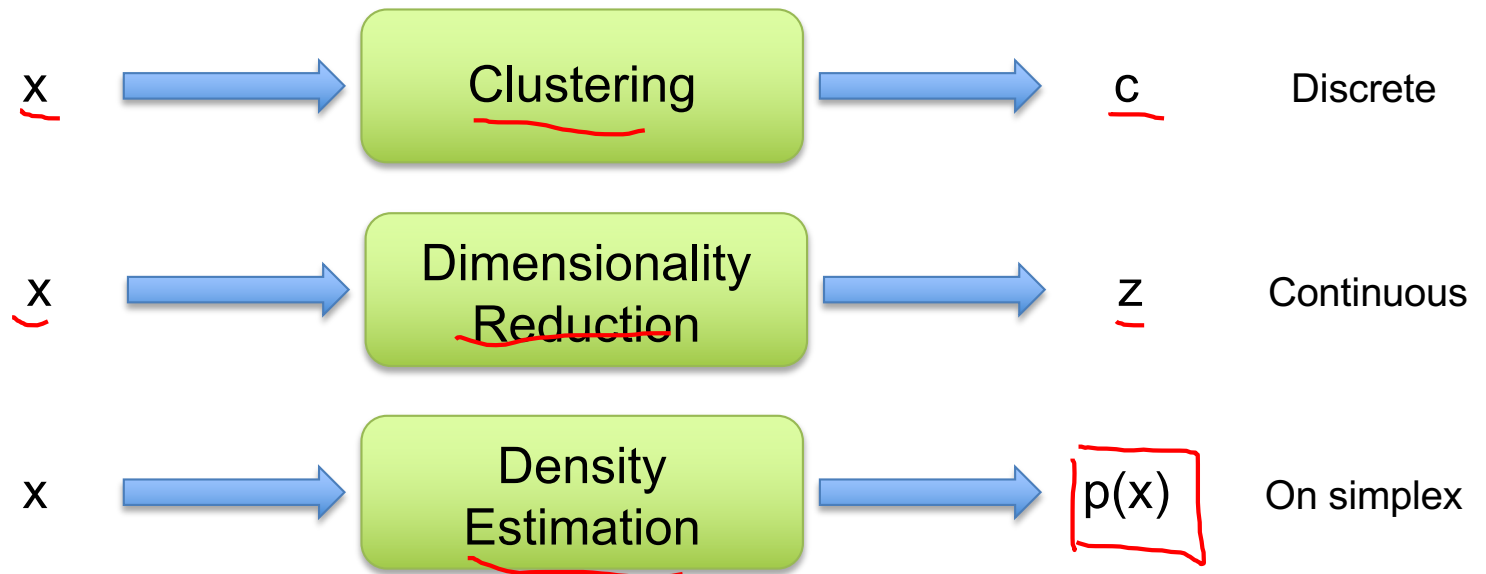 x Clustering c Discrete
x Dimensionality Reduction z Continuous
x Density Estimation p(x) On simplex